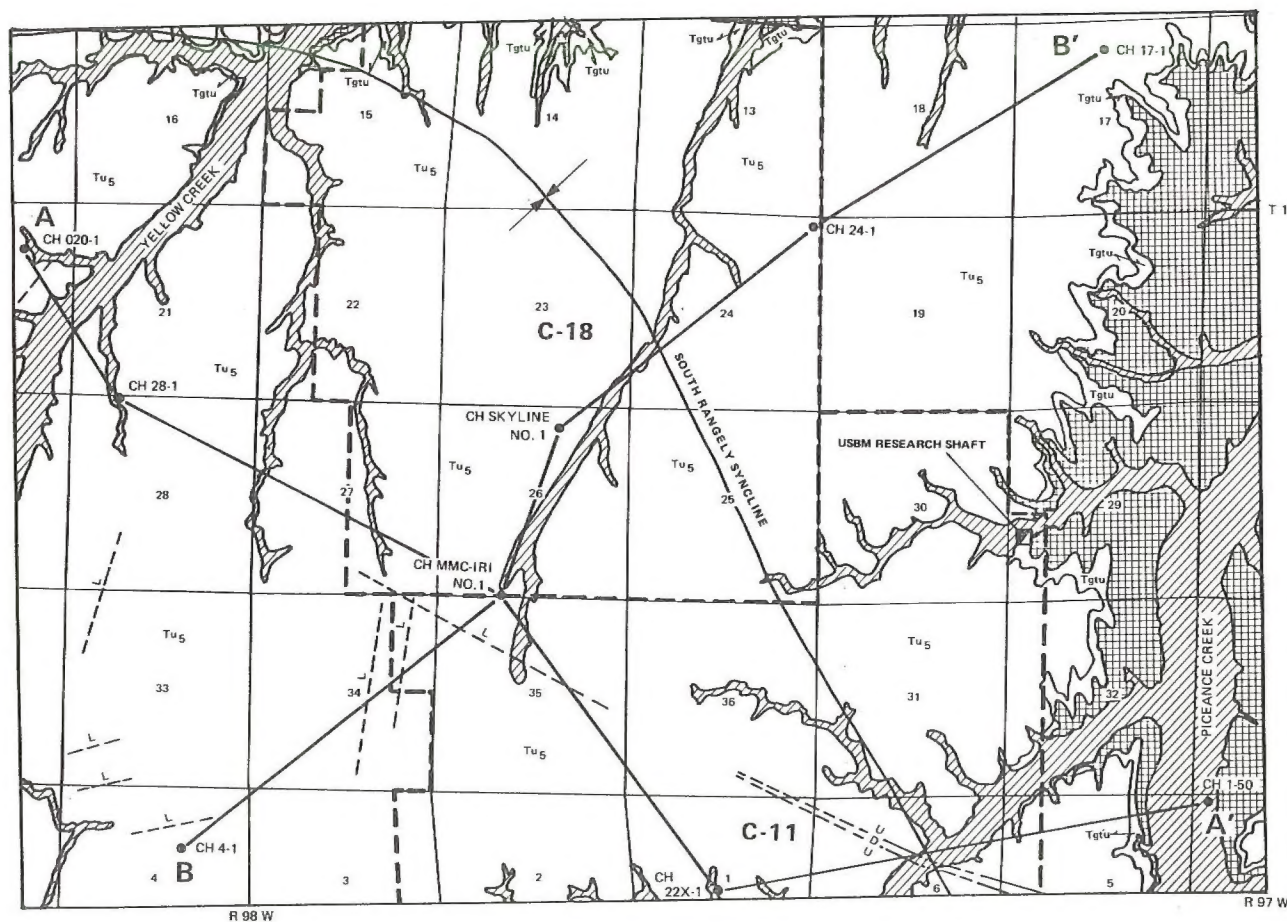 Tgtu
Tgtu
Tgtu
B'
CH 17-1
Tgtu
Tgtu
Tgtu
16
15
14
13
18
17
Tu5
Tu5
Tu5
Tu5
A
YELLOW CREEK
CH 020-1
CH 24-1
T 1
Tgtu
Tu5
21
22
23
24
19
20
C-18
Tu5
SOUTH RANGELY SYNCLINE
CH 28-1
Tgtu
CH SKYLINE
NO. 1
USBM RESEARCH SHAFT
Tu5
Tu5
28
27
26
25
30
29
CH MMC-IRI
NO.1
Tgtu
L
L
L
L
Tu5
Tu5
33
34
35
36
31
32
PICEANCE CREEK
Tu5
L
L
L
U
D
U
CH 1-50
A'
C-11
Tgtu
CH 4-1
B
4
3
2
CH
22X-1
1
6
5
R 98 W
R 97 W